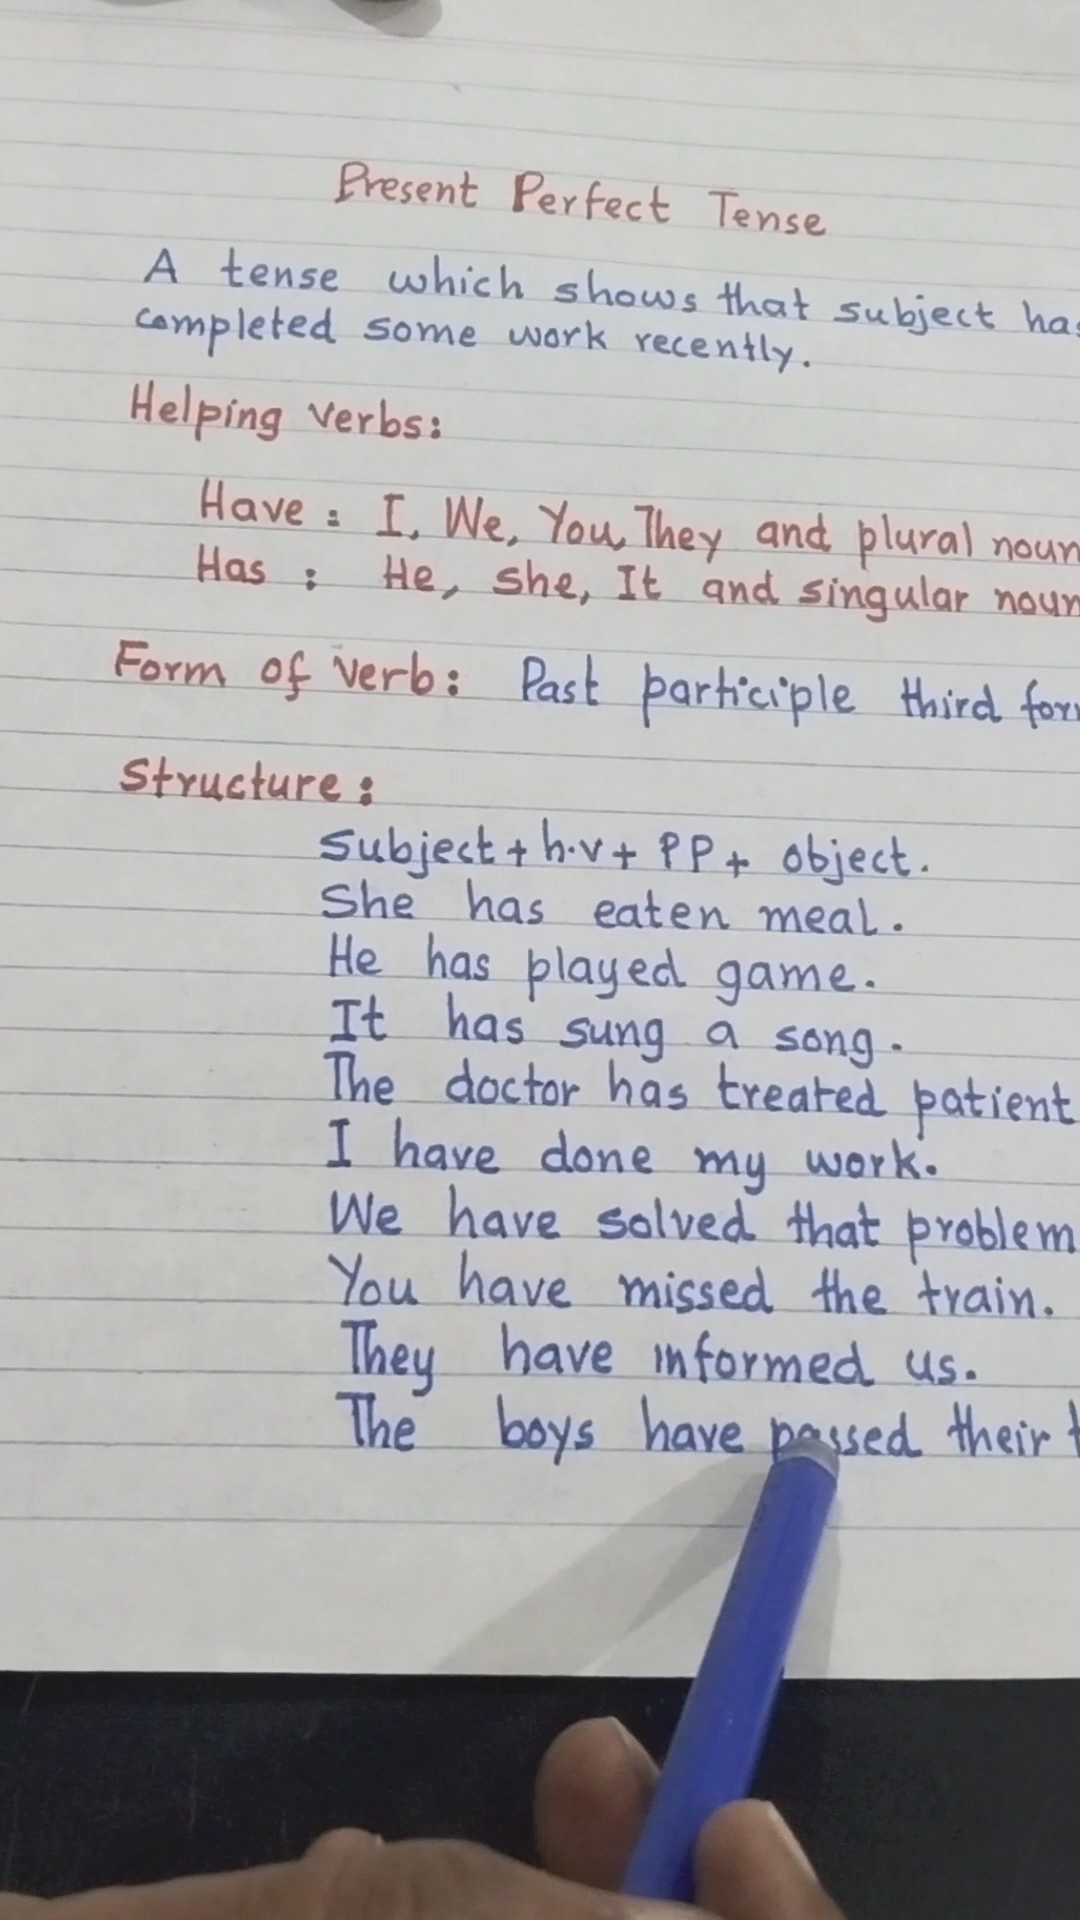 Present Perfect Tense
A tense which shows that subject has
completed some work recently.
Helping verbs:
Have : I, We, You, They and plural noun
Has : He, she, It and singular noun
Form of verb: Past participle third for
Structure:
Subject + h.v + PP + object.
She has eaten meal.
He has played game.
It has sung a song.
The doctor has treated patient
I have done my work.
We have solved that problem
You have missed the train.
They have informed us.
The boys have passed their